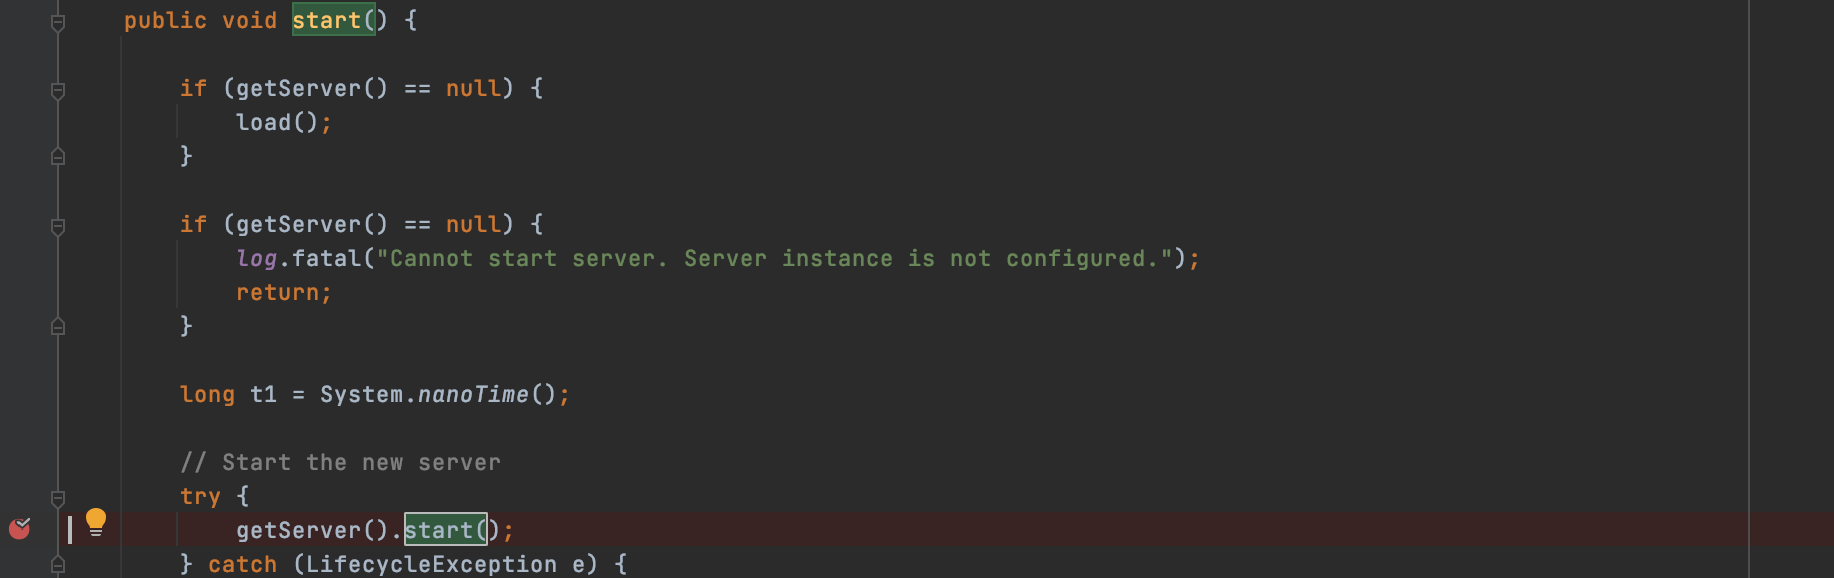 public void start() {
if (getServer() == null) {
load();
}
if (getServer() == null) {
log.fatal("Cannot start server. Server instance is not configured.");
return;
}
long t1 = System.nanoTime();
// Start the new server
try {
getServer().start();
} catch (LifecycleException e) {